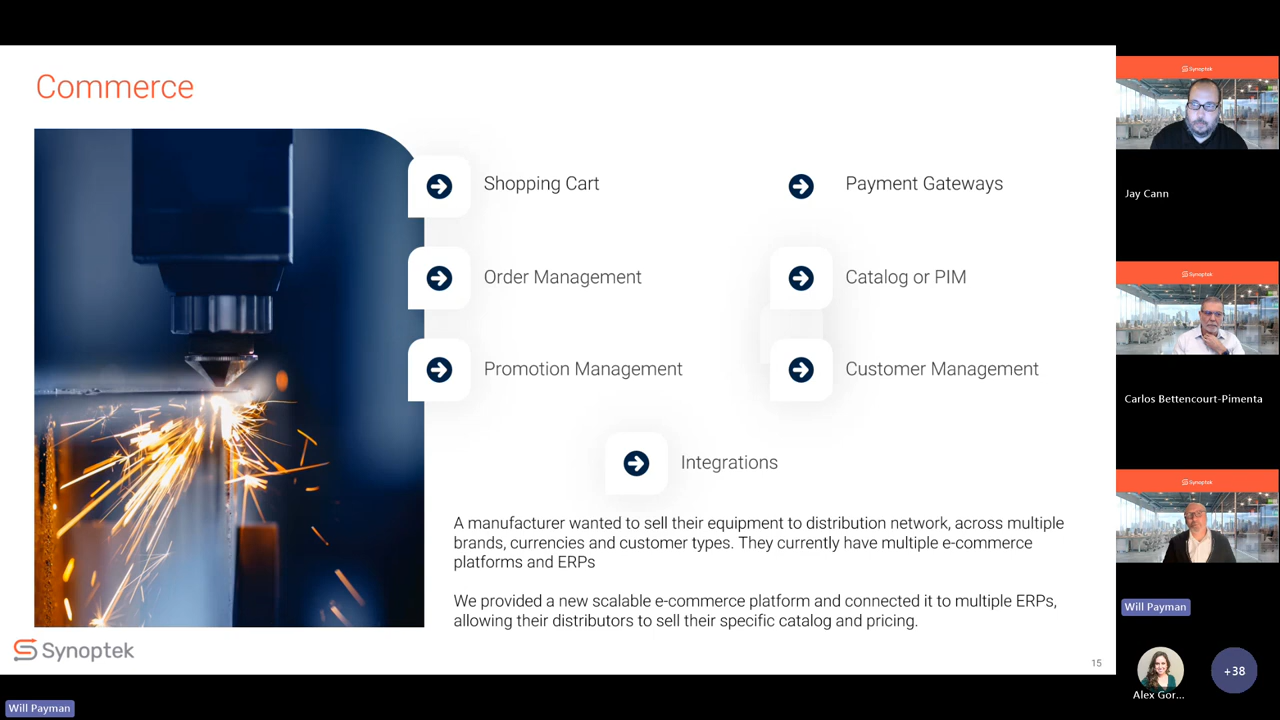 Commerce
Shopping Cart
Payment Gateways
Order Management
Catalog or PIM
Promotion Management
Customer Management
Integrations
A manufacturer wanted to sell their equipment to distribution network, across multiple
brands, currencies and customer types. They currently have multiple e-commerce
platforms and ERPs
We provided a new scalable e-commerce platform and connected it to multiple ERPs,
allowing their distributors to sell their specific catalog and pricing.
Synoptek
15
Will Payman
Synoptek
Jay Cann
Synoptek
Carlos Bettencourt-Pimenta
Synoptek
Will Payman
Alex Gor...
+38